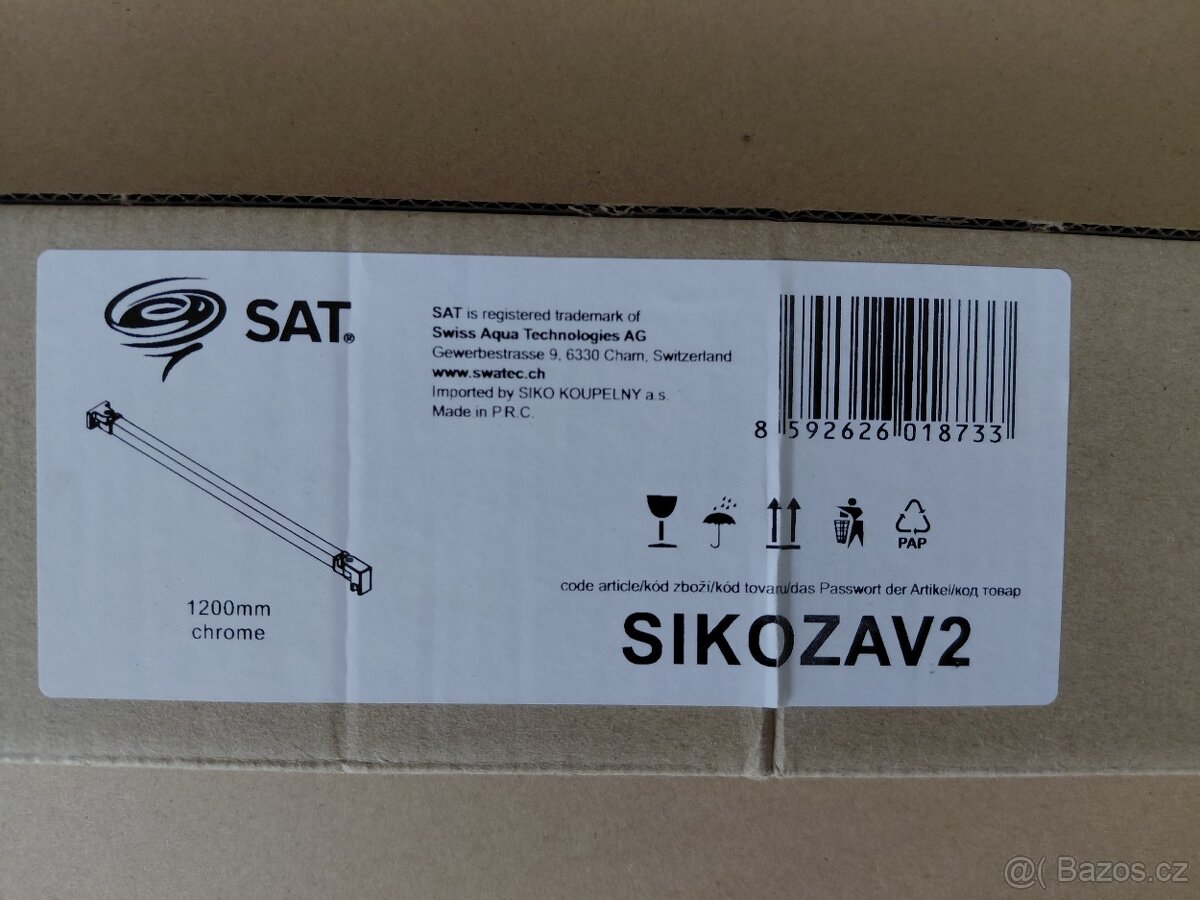 SAT®
SAT is registered trademark of
Swiss Aqua Technologies AG
Gewerbestrasse 9, 6330 Cham, Switzerland
www.swatec.ch
Imported by SIKO KOUPELNY a.s.
Made in P.R.C.
8 592626 018733
1200mm
chrome
PAP
code article/kód zboží/kód tovaru/das Passwort der Artikel/код товар
SIKOZAV2
@( Bazos.cz